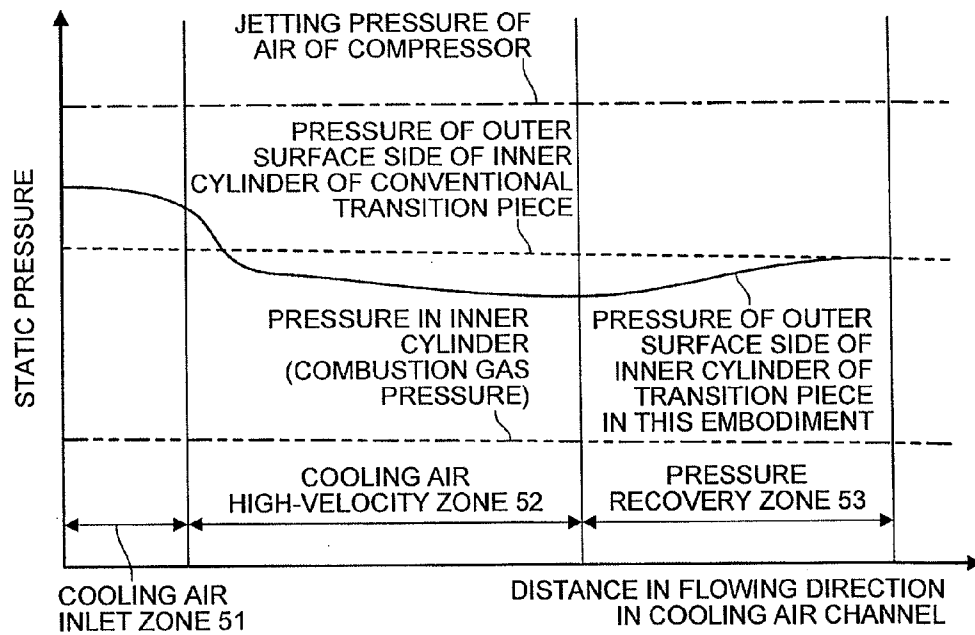 JETTING PRESSURE OF
AIR OF COMPRESSOR
PRESSURE OF OUTER
SURFACE SIDE OF INNER
CYLINDER OF CONVENTIONAL
TRANSITION PIECE
STATIC PRESSURE
PRESSURE IN INNER
CYLINDER
(COMBUSTION GAS
PRESSURE)
PRESSURE OF OUTER
SURFACE SIDE OF
INNER CYLINDER OF
TRANSITION PIECE
IN THIS EMBODIMENT
COOLING AIR
HIGH-VELOCITY ZONE 52
PRESSURE
RECOVERY ZONE 53
COOLING AIR
INLET ZONE 51
DISTANCE IN FLOWING DIRECTION
IN COOLING AIR CHANNEL